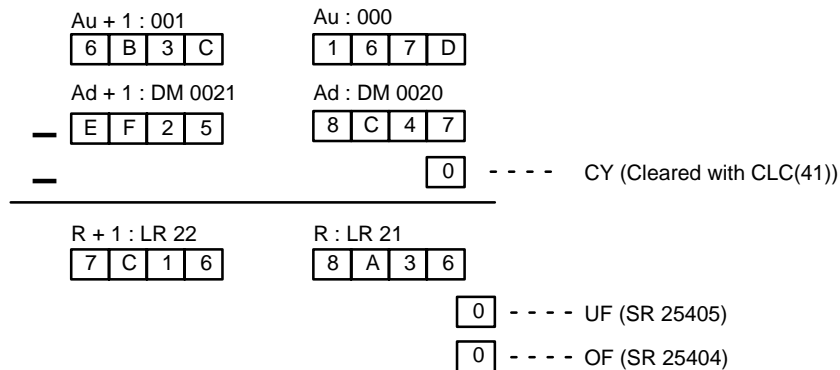 Au + 1 : 001 Au : 000
6 B 3 C 1 6 7 D
Ad + 1 : DM 0021 Ad : DM 0020
– E F 2 5 8 C 4 7
– 0 - - - - CY (Cleared with CLC(41))
R + 1 : LR 22 R : LR 21
7 C 1 6 8 A 3 6
0 - - - - UF (SR 25405)
0 - - - - OF (SR 25404)